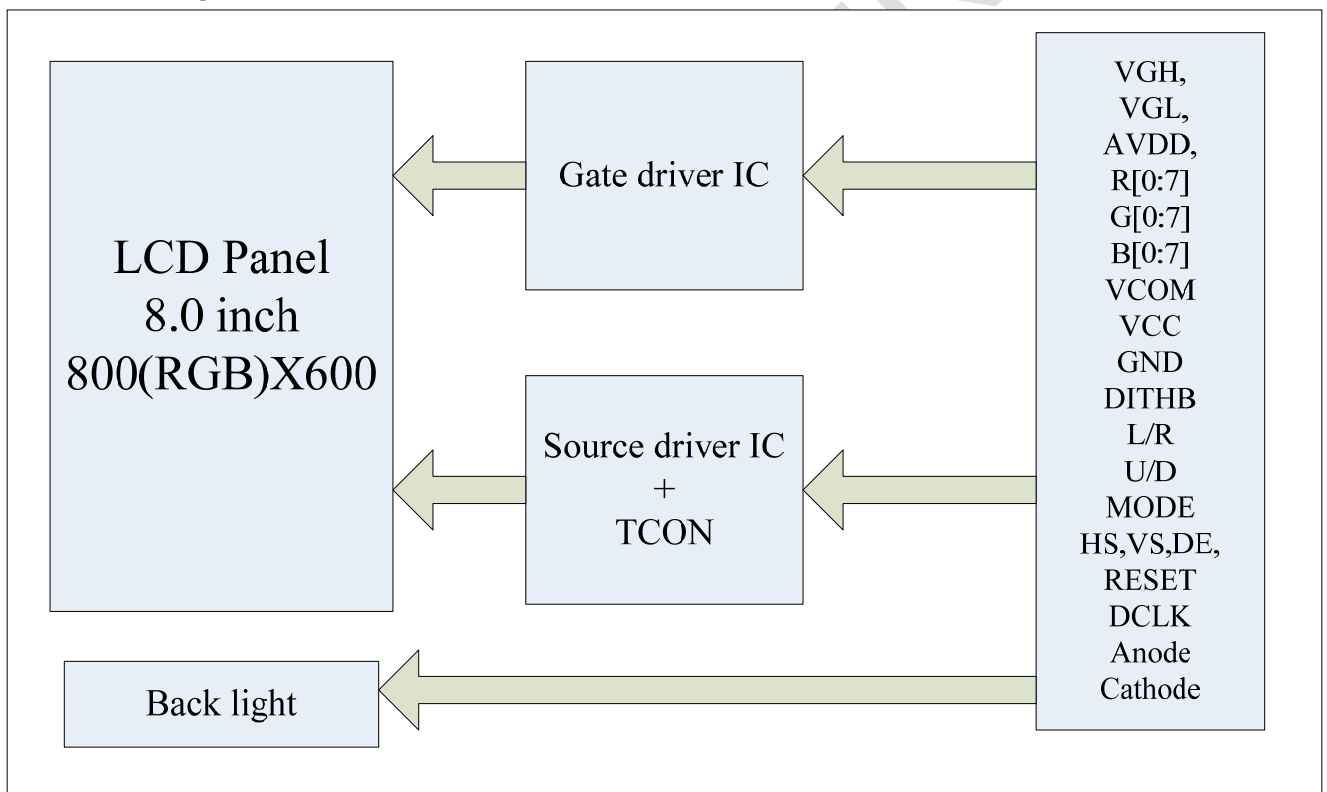 LCD Panel
8.0 inch
800(RGB)X600
Gate driver IC
Source driver IC
+
TCON
Back light
VGH,
VGL,
AVDD,
R[0:7]
G[0:7]
B[0:7]
VCOM
VCC
GND
DITHB
L/R
U/D
MODE
HS,VS,DE,
RESET
DCLK
Anode
Cathode